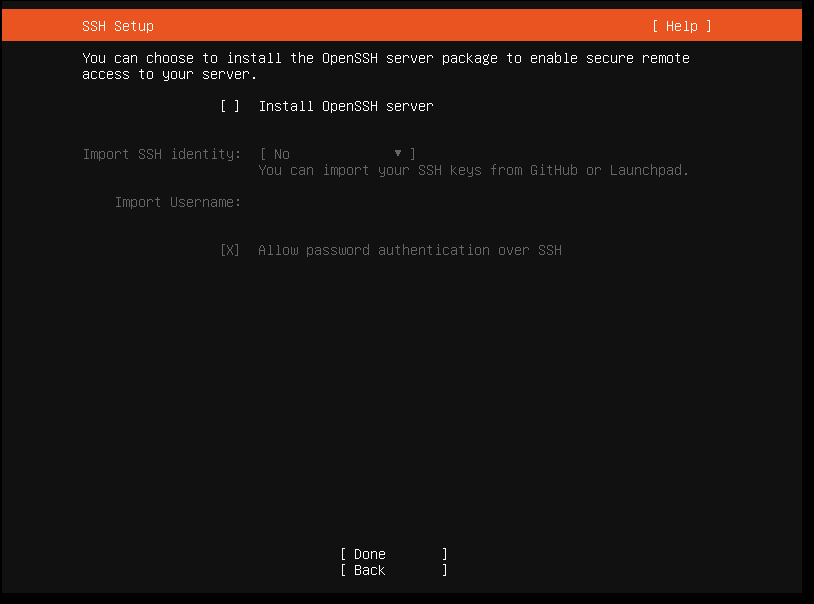 SSH Setup [ Help ]
You can choose to install the OpenSSH server package to enable secure remote
access to your server.
[ ] Install OpenSSH server
Import SSH identity: [ No ▾ ]
You can import your SSH keys from GitHub or Launchpad.
Import Username:
[X] Allow password authentication over SSH
[ Done ]
[ Back ]